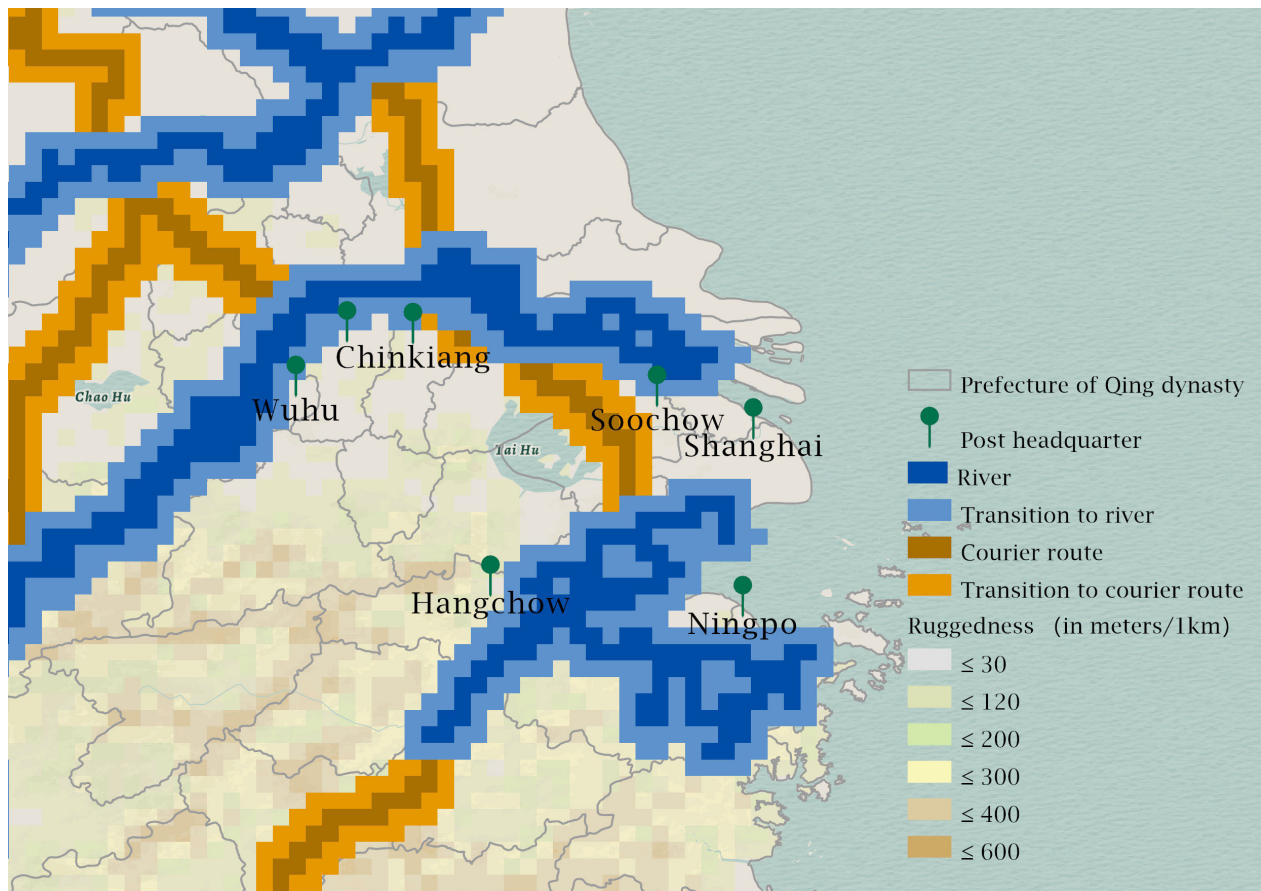 Chinkiang
Wuhu
Chao Hu
Soochow
Shanghai
Tai Hu
Hangchow
Ningpo
Prefecture of Qing dynasty
Post headquarter
River
Transition to river
Courier route
Transition to courier route
Ruggedness (in meters/1km)
≤ 30
≤ 120
≤ 200
≤ 300
≤ 400
≤ 600